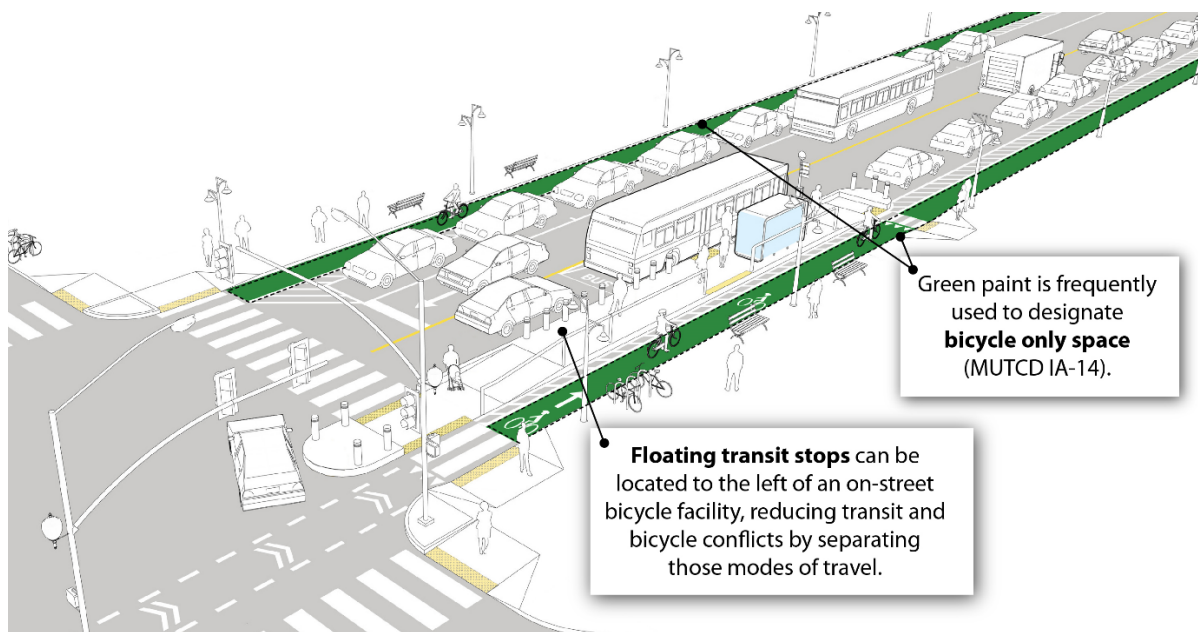 Green paint is frequently
used to designate
bicycle only space
(MUTCD IA-14).
Floating transit stops can be
located to the left of an on-street
bicycle facility, reducing transit and
bicycle conflicts by separating
those modes of travel.